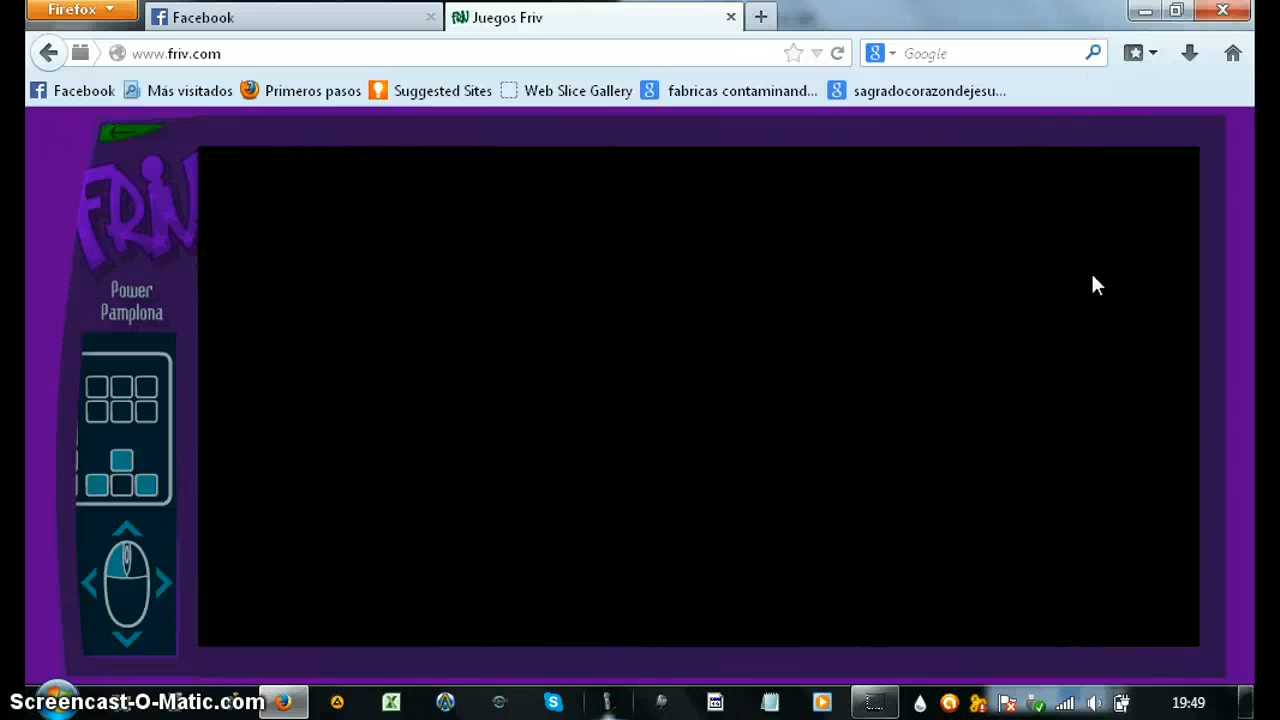 Firefox
Facebook
FRIV Juegos Friv
www.friv.com
Google
Facebook
Más visitados
Primeros pasos
Suggested Sites
Web Slice Gallery
fabricas contaminand...
sagradocorazondejesu...
FRIV
Power
Pamplona
Screencast-O-Matic.com
19:49